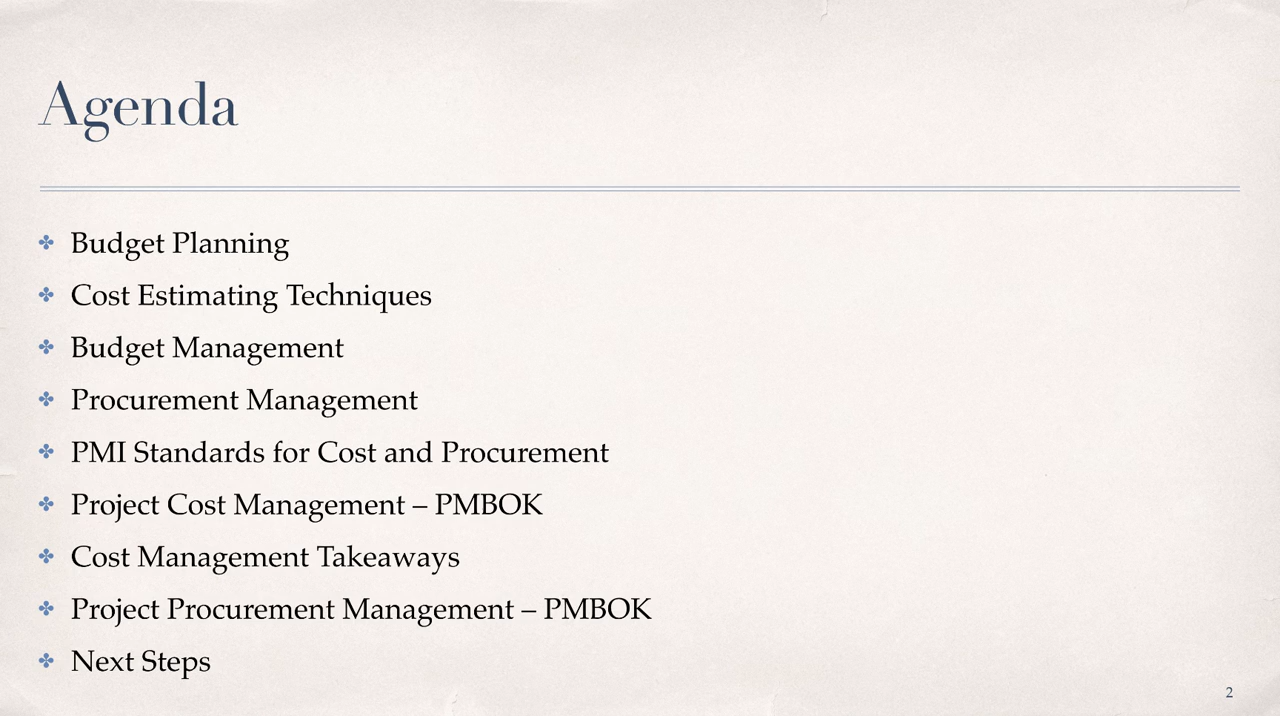 Agenda
Budget Planning
Cost Estimating Techniques
Budget Management
Procurement Management
PMI Standards for Cost and Procurement
Project Cost Management – PMBOK
Cost Management Takeaways
Project Procurement Management – PMBOK
Next Steps
2